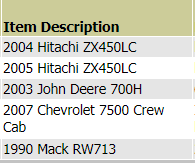 Item Description
2004 Hitachi ZX450LC
2005 Hitachi ZX450LC
2003 John Deere 700H
2007 Chevrolet 7500 Crew
Cab
1990 Mack RW713